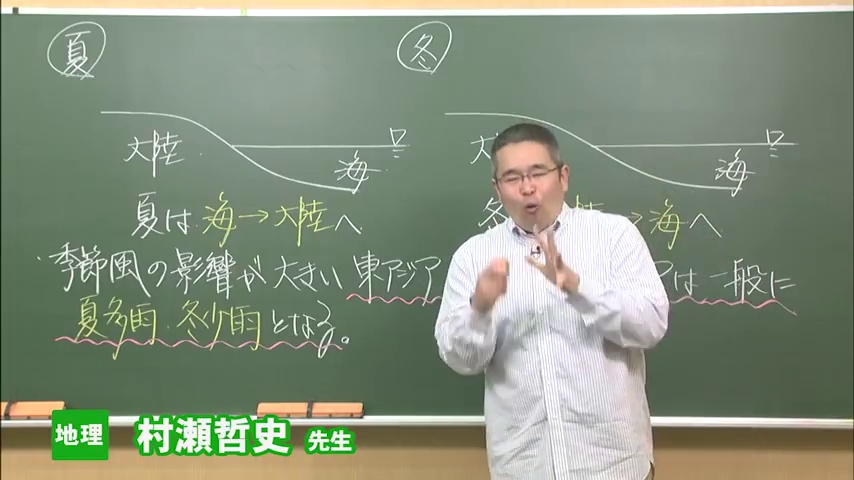 夏
冬
大陸
海
大
海
夏は 海→大陸へ
冬 陸→海へ
季節風の影響が大きい東アジア アは一般に
夏多雨・冬少雨となる。
地理 村瀬哲史 先生